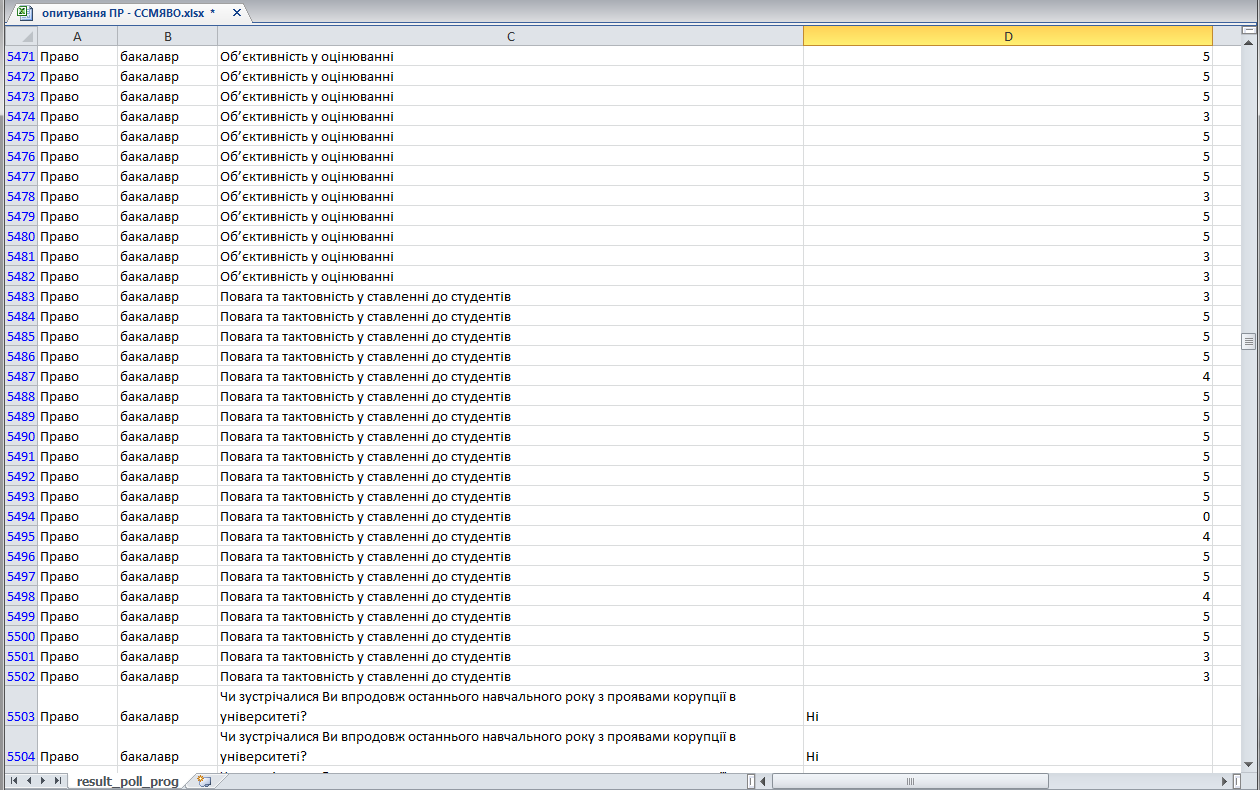 опитування ПР - ССМЯВО.xlsx *
A B C D
5471 Право бакалавр Об’єктивність у оцінюванні 5
5472 Право бакалавр Об’єктивність у оцінюванні 5
5473 Право бакалавр Об’єктивність у оцінюванні 5
5474 Право бакалавр Об’єктивність у оцінюванні 3
5475 Право бакалавр Об’єктивність у оцінюванні 5
5476 Право бакалавр Об’єктивність у оцінюванні 5
5477 Право бакалавр Об’єктивність у оцінюванні 5
5478 Право бакалавр Об’єктивність у оцінюванні 3
5479 Право бакалавр Об’єктивність у оцінюванні 5
5480 Право бакалавр Об’єктивність у оцінюванні 5
5481 Право бакалавр Об’єктивність у оцінюванні 3
5482 Право бакалавр Об’єктивність у оцінюванні 3
5483 Право бакалавр Повага та тактовність у ставленні до студентів 3
5484 Право бакалавр Повага та тактовність у ставленні до студентів 5
5485 Право бакалавр Повага та тактовність у ставленні до студентів 5
5486 Право бакалавр Повага та тактовність у ставленні до студентів 5
5487 Право бакалавр Повага та тактовність у ставленні до студентів 4
5488 Право бакалавр Повага та тактовність у ставленні до студентів 5
5489 Право бакалавр Повага та тактовність у ставленні до студентів 5
5490 Право бакалавр Повага та тактовність у ставленні до студентів 5
5491 Право бакалавр Повага та тактовність у ставленні до студентів 5
5492 Право бакалавр Повага та тактовність у ставленні до студентів 5
5493 Право бакалавр Повага та тактовність у ставленні до студентів 5
5494 Право бакалавр Повага та тактовність у ставленні до студентів 0
5495 Право бакалавр Повага та тактовність у ставленні до студентів 4
5496 Право бакалавр Повага та тактовність у ставленні до студентів 5
5497 Право бакалавр Повага та тактовність у ставленні до студентів 5
5498 Право бакалавр Повага та тактовність у ставленні до студентів 4
5499 Право бакалавр Повага та тактовність у ставленні до студентів 5
5500 Право бакалавр Повага та тактовність у ставленні до студентів 5
5501 Право бакалавр Повага та тактовність у ставленні до студентів 3
5502 Право бакалавр Повага та тактовність у ставленні до студентів 3
Чи зустрічалися Ви впродовж останнього навчального року з проявами корупції в
5503 Право бакалавр університеті? Ні
Чи зустрічалися Ви впродовж останнього навчального року з проявами корупції в
5504 Право бакалавр університеті? Ні
result_poll_prog